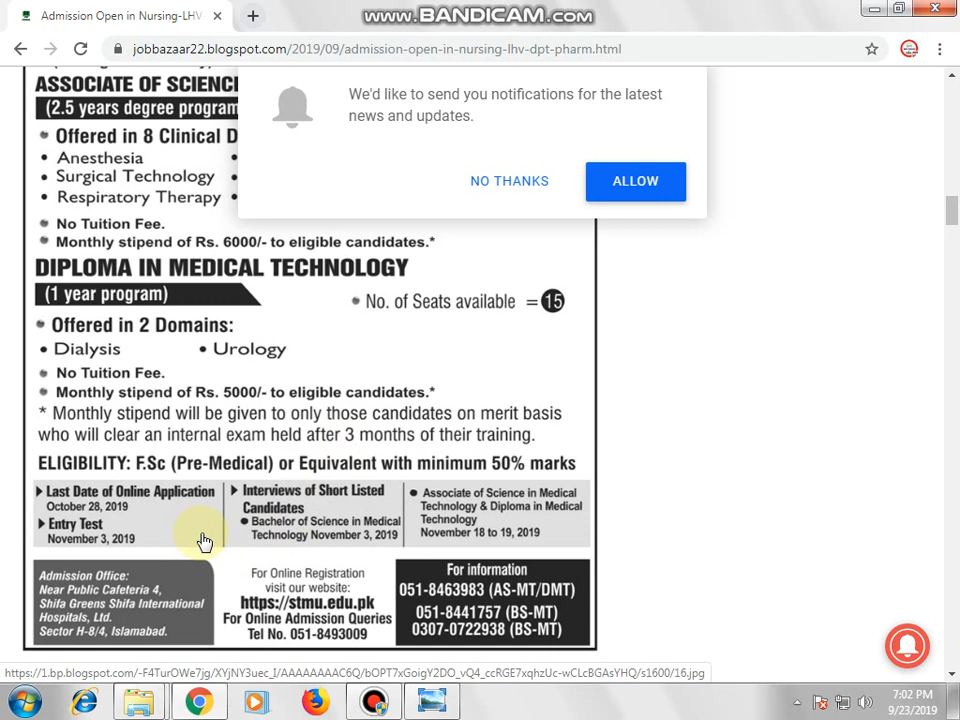 Admission Open in Nursing-LHV
www.BANDICAM.com
jobbazaar22.blogspot.com/2019/09/admission-open-in-nursing-lhv-dpt-pharm.html
We'd like to send you notifications for the latest
news and updates.
NO THANKS
ALLOW
ASSOCIATE OF SCIENC
(2.5 years degree program
Offered in 8 Clinical D
• Anesthesia
• Surgical Technology
• Respiratory Therapy
No Tuition Fee.
Monthly stipend of Rs. 6000/- to eligible candidates.*
DIPLOMA IN MEDICAL TECHNOLOGY
(1 year program)
No. of Seats available = 15
Offered in 2 Domains:
• Dialysis • Urology
No Tuition Fee.
Monthly stipend of Rs. 5000/- to eligible candidates.*
* Monthly stipend will be given to only those candidates on merit basis
who will clear an internal exam held after 3 months of their training.
ELIGIBILITY: F.Sc (Pre-Medical) or Equivalent with minimum 50% marks
Last Date of Online Application
October 28, 2019
Entry Test
November 3, 2019
Interviews of Short Listed
Candidates
Bachelor of Science in Medical
Technology November 3, 2019
Associate of Science in Medical
Technology & Diploma in Medical
Technology
November 18 to 19, 2019
Admission Office:
Near Public Cafeteria 4,
Shifa Greens Shifa International
Hospitals, Ltd.
Sector H-8/4, Islamabad.
For Online Registration
visit our website:
https://stmu.edu.pk
For Online Admission Queries
Tel No. 051-8493009
For information
051-8463983 (AS-MT/DMT)
051-8441757 (BS-MT)
0307-0722938 (BS-MT)
https://1.bp.blogspot.com/-F4TurOWe7jg/XYjNY3uec_I/AAAAAAAAC6Q/bOPT7xGoigY2DO_vQ4_ccRGE7xqhzUc-wCLcBGAsYHQ/s1600/16.jpg
7:02 PM
9/23/2019